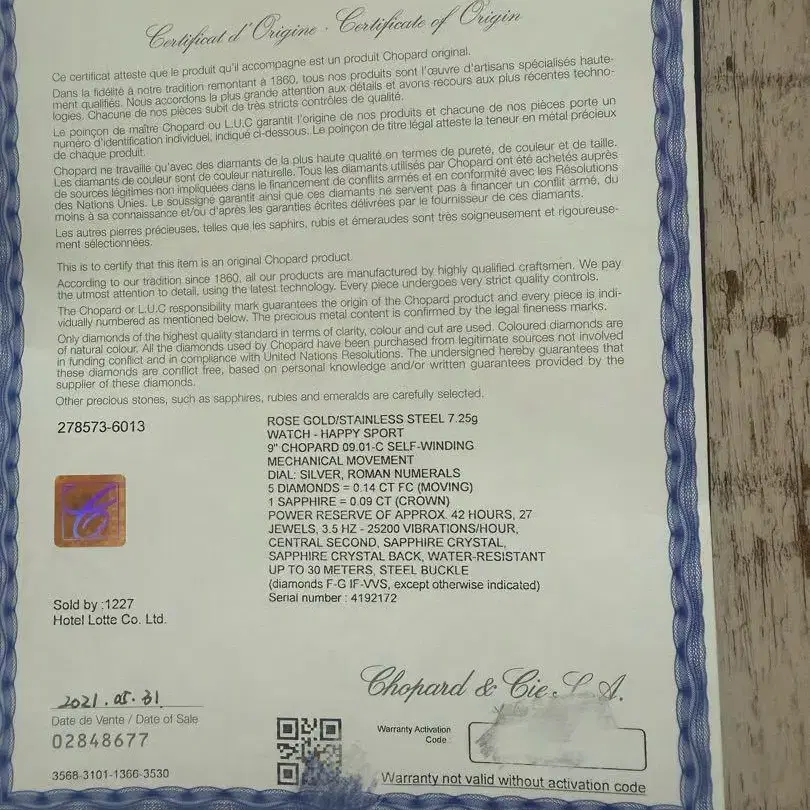 Certificat d'Origine - Certificate of Origin
Ce certificat atteste que le produit qu'il accompagne est un produit Chopard original.
Dans la fidélité à notre tradition remontant à 1860, tous nos produits sont l'œuvre d'artisans spécialisés haute-
ment qualifiés. Nous accordons la plus grande attention aux détails et avons recours aux plus récentes techno-
logies. Chacune de nos pièces subit de très stricts contrôles de qualité.
Le poinçon de maître Chopard ou L.U.C garantit l'origine de nos produits et chacune de nos pièces porte un
numéro d'identification individuel, indiqué ci-dessous. Le poinçon de titre légal atteste la teneur en métal précieux
de chaque produit.
Chopard ne travaille qu'avec des diamants de la plus haute qualité en termes de pureté, de couleur et de taille.
Les diamants de couleur sont de couleur naturelle. Tous les diamants utilisés par Chopard ont été achetés auprès
de sources légitimes non impliquées dans le financement de conflits armés et en conformité avec les Résolutions
des Nations Unies. Le soussigné garantit ainsi que ces diamants ne servent pas à financer un conflit armé, du
moins à sa connaissance et/ou d'après les garanties écrites délivrées par le fournisseur de ces diamants.
Les autres pierres précieuses, telles que les saphirs, rubis et émeraudes sont très soigneusement et rigoureuse-
ment sélectionnées.
This is to certify that this item is an original Chopard product.
According to our tradition since 1860, all our products are manufactured by highly qualified craftsmen. We pay
the utmost attention to detail, using the latest technology. Every piece undergoes very strict quality controls.
The Chopard or L.U.C responsibility mark guarantees the origin of the Chopard product and every piece is indi-
vidually numbered as mentioned below. The precious metal content is confirmed by the legal fineness marks.
Only diamonds of the highest quality standard in terms of clarity, colour and cut are used. Coloured diamonds are
of natural colour. All the diamonds used by Chopard have been purchased from legitimate sources not involved
in funding conflict and in compliance with United Nations Resolutions. The undersigned hereby guarantees that
these diamonds are conflict free, based on personal knowledge and/or written guarantees provided by the
supplier of these diamonds.
Other precious stones, such as sapphires, rubies and emeralds are carefully selected.
278573-6013
ROSE GOLD/STAINLESS STEEL 7.25g
WATCH - HAPPY SPORT
9" CHOPARD 09.01-C SELF-WINDING
MECHANICAL MOVEMENT
DIAL: SILVER, ROMAN NUMERALS
5 DIAMONDS = 0.14 CT FC (MOVING)
1 SAPPHIRE = 0.09 CT (CROWN)
POWER RESERVE OF APPROX. 42 HOURS, 27
JEWELS, 3.5 HZ - 25200 VIBRATIONS/HOUR,
CENTRAL SECOND, SAPPHIRE CRYSTAL,
SAPPHIRE CRYSTAL BACK, WATER-RESISTANT
UP TO 30 METERS, STEEL BUCKLE
(diamonds F-G IF-VVS, except otherwise indicated)
Serial number : 4192172
Sold by :1227
Hotel Lotte Co. Ltd.
Chopard & Cie S.A.
2021.05.31
Date de Vente / Date of Sale
02848677
3568-3101-1366-3530
Warranty Activation
Code :
Warranty not valid without activation code